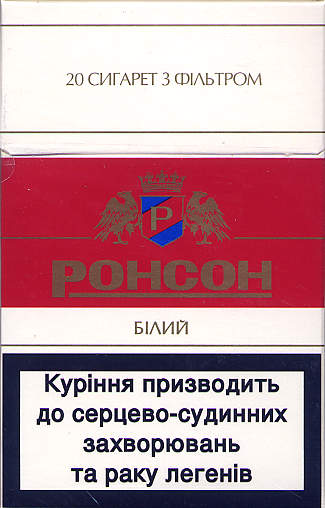 20 СИГАРЕТ З ФІЛЬТРОМ
Р
РОНСОН
БІЛИЙ
Куріння призводить
до серцево-судинних
захворювань
та раку легенів